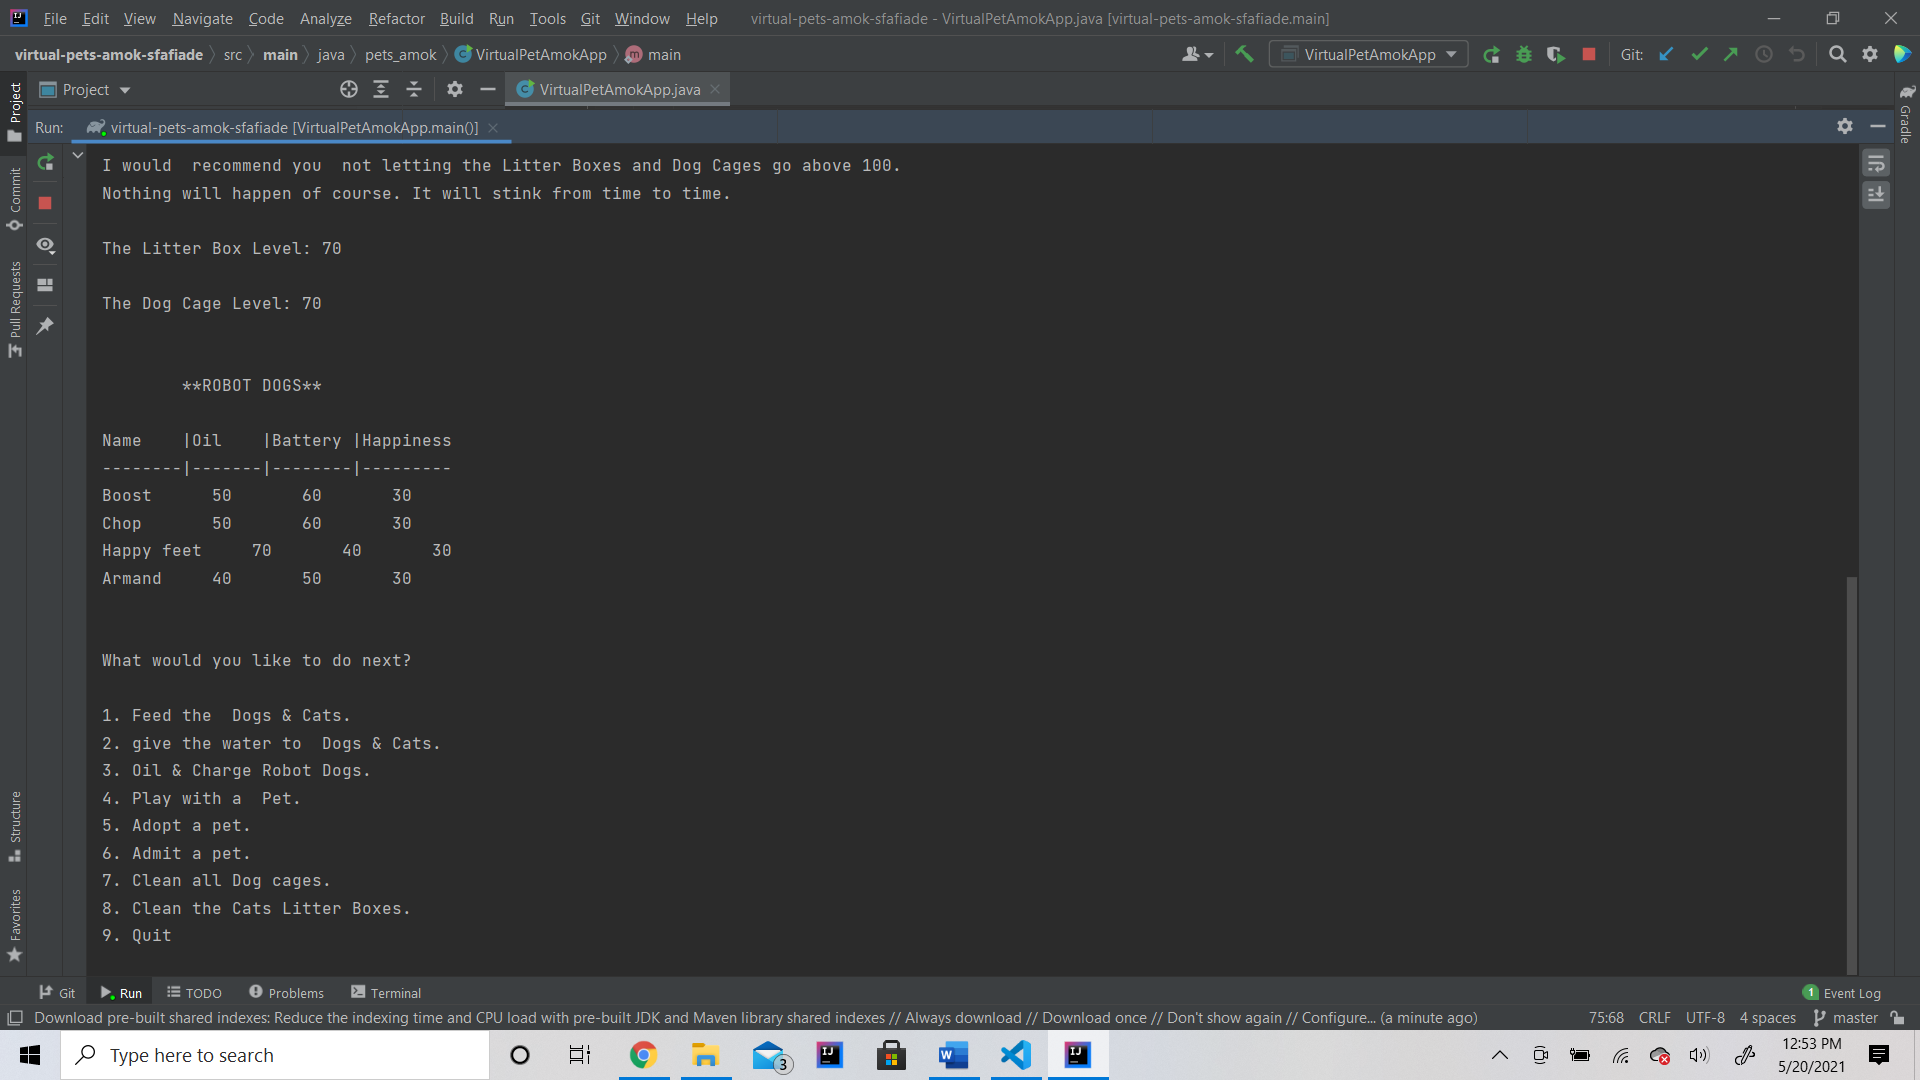 File Edit View Navigate Code Analyze Refactor Build Run Tools Git Window Help virtual-pets-amok-sfafiade - VirtualPetAmokApp.java [virtual-pets-amok-sfafiade.main]
virtual-pets-amok-sfafiade src main java pets_amok VirtualPetAmokApp main VirtualPetAmokApp Git:
Project VirtualPetAmokApp.java
Run: virtual-pets-amok-sfafiade [VirtualPetAmokApp.main()]
Project
Commit
Pull Requests
Structure
Favorites
Gradle
I would  recommend you  not letting the Litter Boxes and Dog Cages go above 100.
Nothing will happen of course. It will stink from time to time.
The Litter Box Level: 70
The Dog Cage Level: 70
**ROBOT DOGS**
Name    |Oil    |Battery |Happiness
--------|-------|--------|---------
Boost      50       60       30
Chop       50       60       30
Happy feet     70       40       30
Armand     40       50       30
What would you like to do next?
1. Feed the  Dogs & Cats.
2. give the water to  Dogs & Cats.
3. Oil & Charge Robot Dogs.
4. Play with a  Pet.
5. Adopt a pet.
6. Admit a pet.
7. Clean all Dog cages.
8. Clean the Cats Litter Boxes.
9. Quit
Git Run TODO Problems Terminal 1 Event Log
Download pre-built shared indexes: Reduce the indexing time and CPU load with pre-built JDK and Maven library shared indexes // Always download // Download once // Don't show again // Configure... (a minute ago) 75:68 CRLF UTF-8 4 spaces master
Type here to search 3 12:53 PM
5/20/2021